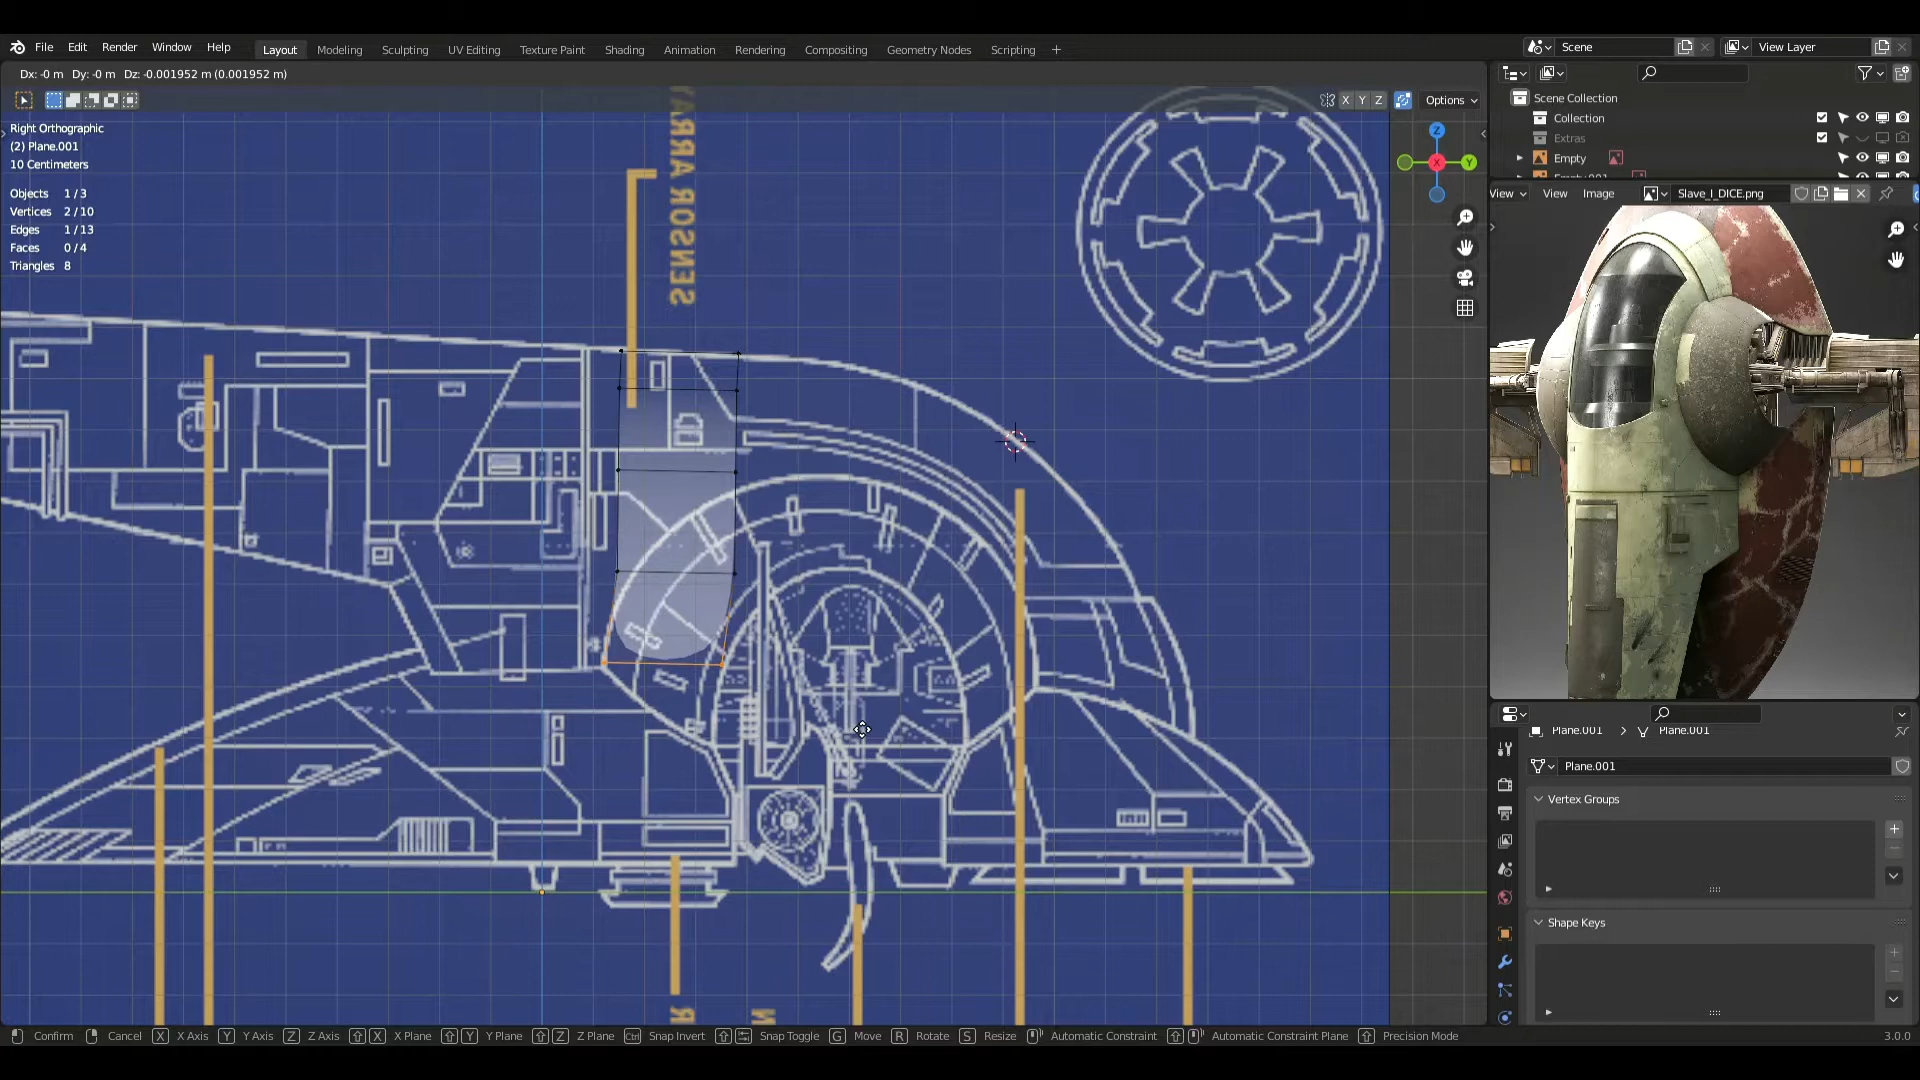 File Edit Render Window Help Layout Modeling Sculpting UV Editing Texture Paint Shading Animation Rendering Compositing Geometry Nodes Scripting + Scene View Layer
Dx: -0 m Dy: -0 m Dz: -0.001952 m (0.001952 m)
X Y Z Options
Right Orthographic
(2) Plane.001
10 Centimeters
Objects 1 / 3
Vertices 2 / 10
Edges 1 / 13
Faces 0 / 4
Triangles 8
SENSOR ARRA
Z
X
Y
Scene Collection
Collection
Extras
Empty
View View Image Slave_I_DICE.png
Plane.001 > Plane.001
Plane.001
Vertex Groups
Shape Keys
Confirm Cancel X X Axis Y Y Axis Z Z Axis X X Plane Y Y Plane Z Z Plane Ctrl Snap Invert Snap Toggle G Move R Rotate S Resize Automatic Constraint Automatic Constraint Plane Precision Mode 3.0.0